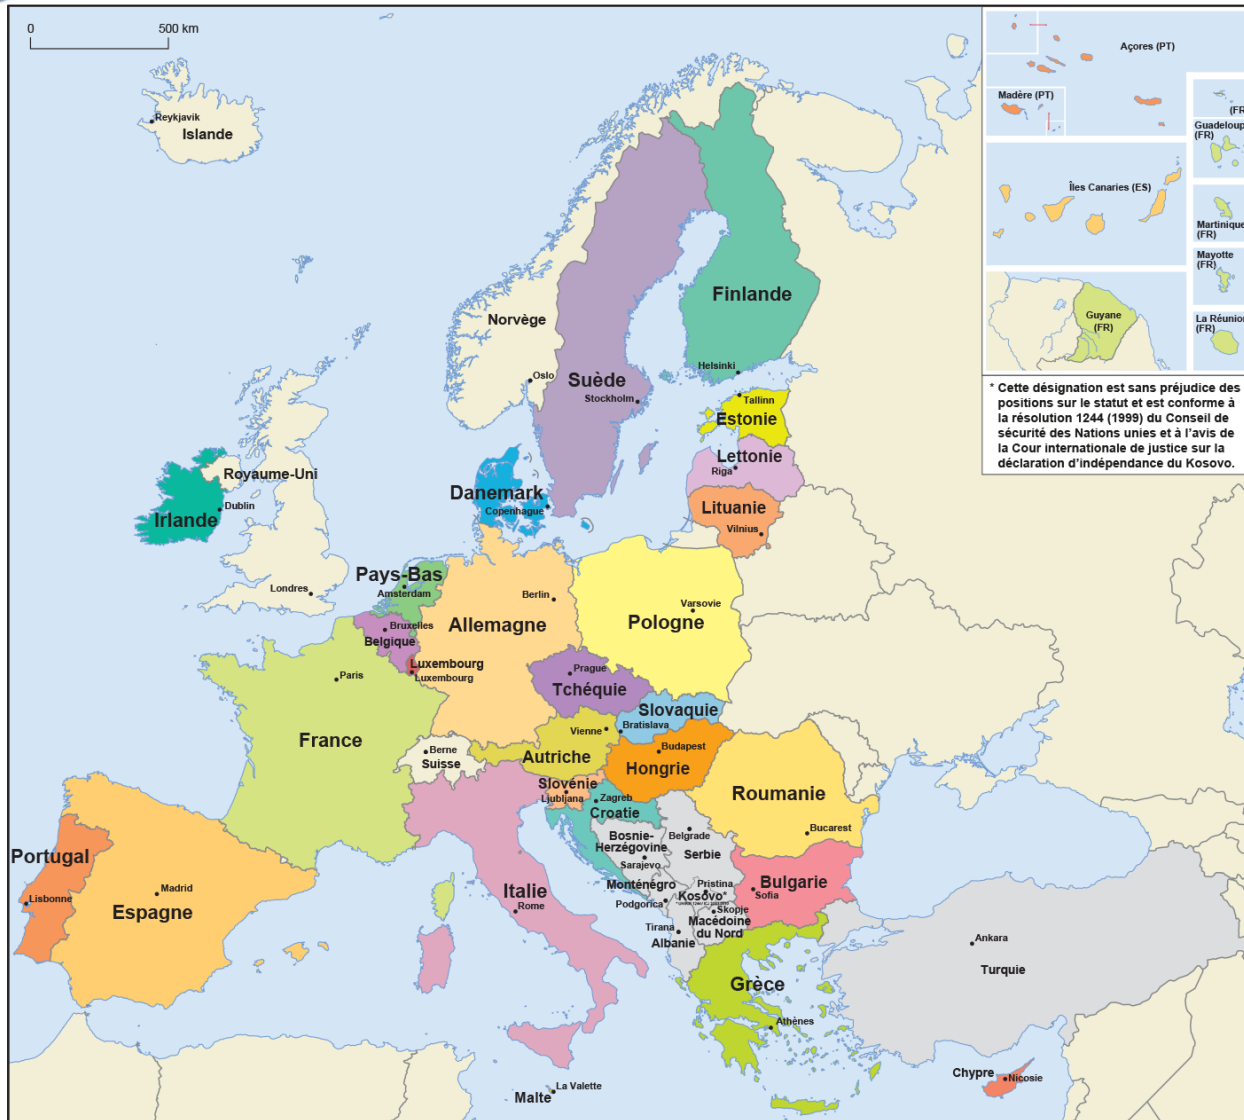 0
500 km
Açores (PT)
Madère (PT)
(FR)
Guadeloup
(FR)
Îles Canaries (ES)
Martinique
(FR)
Mayotte
(FR)
Guyane
(FR)
La Réunion
(FR)
* Cette désignation est sans préjudice des
positions sur le statut et est conforme à
la résolution 1244 (1999) du Conseil de
sécurité des Nations unies et à l'avis de
la Cour internationale de justice sur la
déclaration d'indépendance du Kosovo.
Reykjavik
Islande
Finlande
Norvège
Helsinki
Oslo
Suède
Stockholm
Tallinn
Estonie
Lettonie
Riga
Royaume-Uni
Danemark
Copenhague
Dublin
Irlande
Lituanie
Vilnius
Pays-Bas
Amsterdam
Londres
Berlin
Varsovie
Allemagne
Pologne
Bruxelles
Belgique
Luxembourg
Luxembourg
Paris
Prague
Tchéquie
Slovaquie
Bratislava
Vienne
France
Berne
Suisse
Autriche
Budapest
Hongrie
Slovénie
Ljubljana
Zagreb
Croatie
Roumanie
Bucarest
Bosnie-
Herzégovine
Sarajevo
Belgrade
Serbie
Portugal
Lisbonne
Madrid
Espagne
Italie
Rome
Monténégro
Podgorica
Pristina
Kosovo*
Bulgarie
Sofia
Skopje
Macédoine
du Nord
Tirana
Albanie
Ankara
Turquie
Grèce
Athènes
Chypre
Nicosie
La Valette
Malte